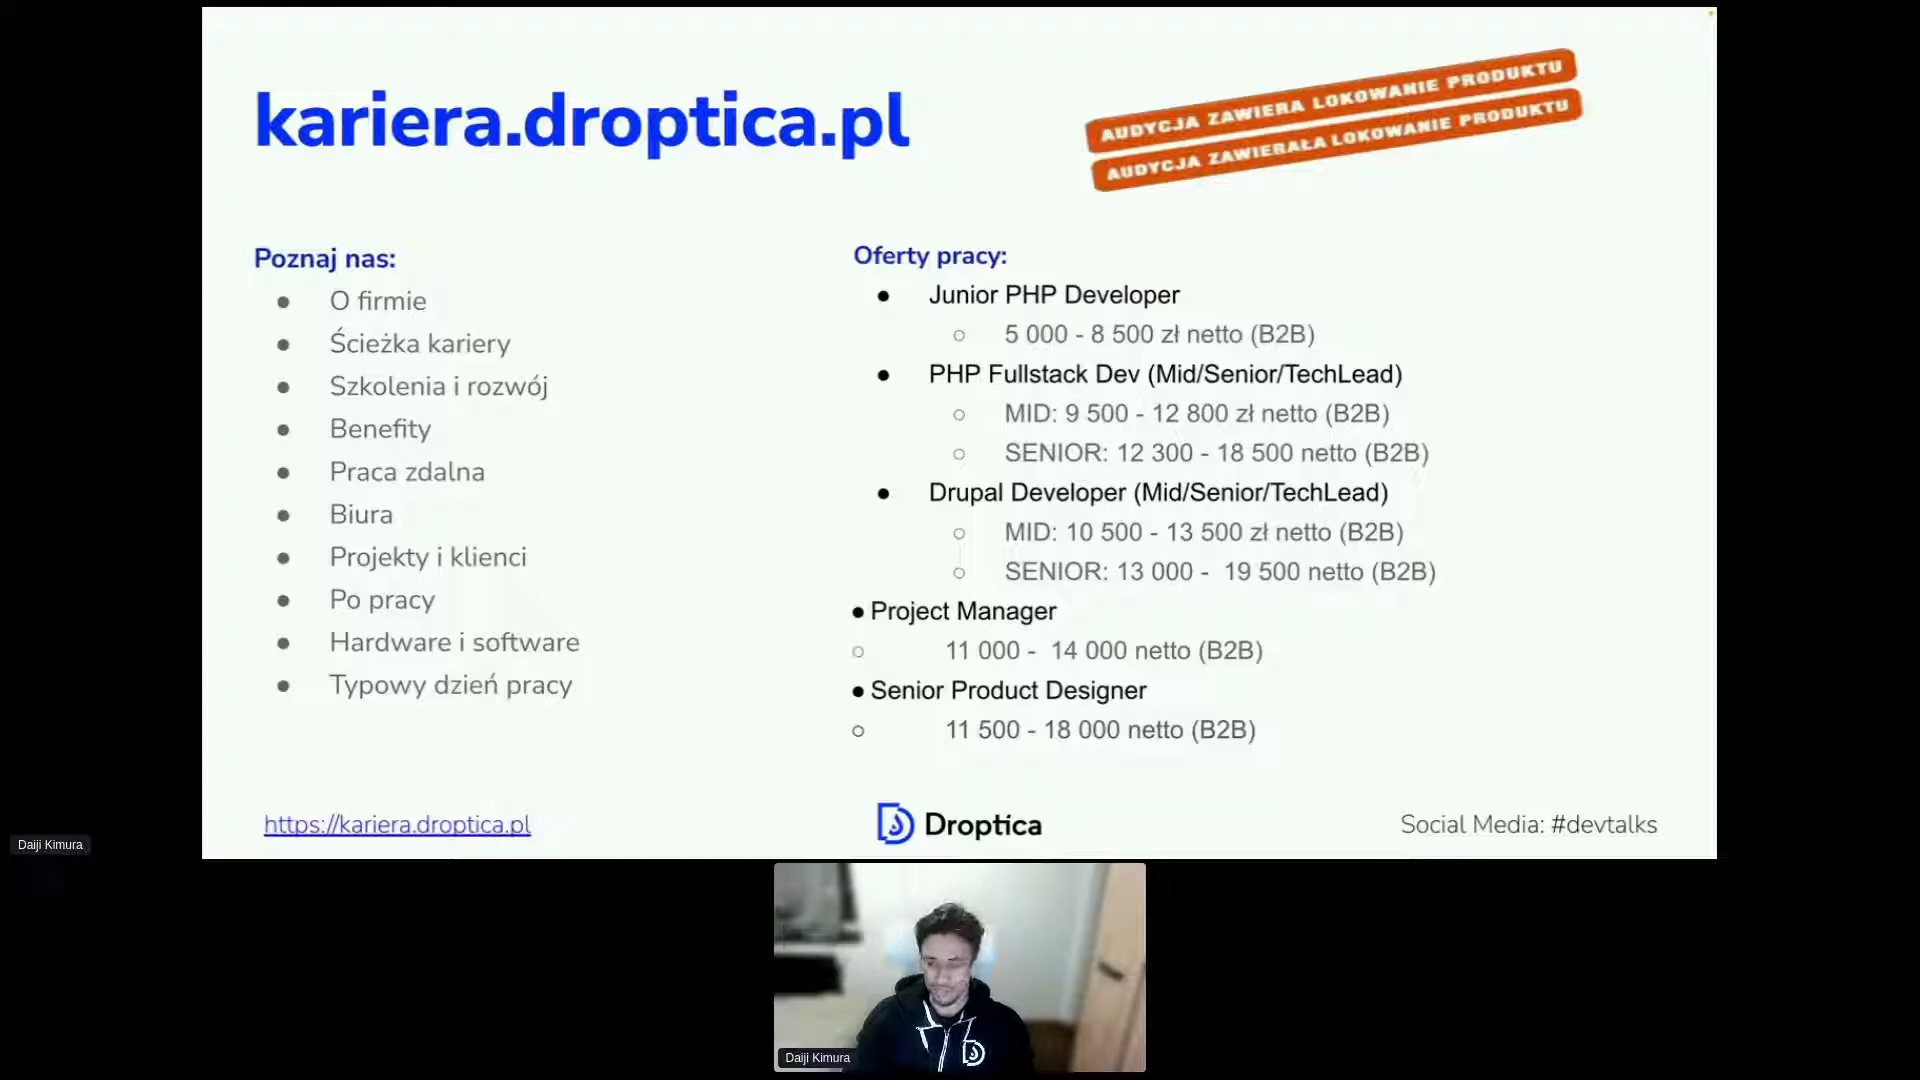 kariera.droptica.pl
AUDYCJA ZAWIERA LOKOWANIE PRODUKTU
AUDYCJA ZAWIERAŁA LOKOWANIE PRODUKTU
Poznaj nas:
● O firmie
● Ścieżka kariery
● Szkolenia i rozwój
● Benefity
● Praca zdalna
● Biura
● Projekty i klienci
● Po pracy
● Hardware i software
● Typowy dzień pracy
Oferty pracy:
● Junior PHP Developer
○ 5 000 - 8 500 zł netto (B2B)
● PHP Fullstack Dev (Mid/Senior/TechLead)
○ MID: 9 500 - 12 800 zł netto (B2B)
○ SENIOR: 12 300 - 18 500 netto (B2B)
● Drupal Developer (Mid/Senior/TechLead)
○ MID: 10 500 - 13 500 zł netto (B2B)
○ SENIOR: 13 000 - 19 500 netto (B2B)
● Project Manager
○ 11 000 - 14 000 netto (B2B)
● Senior Product Designer
○ 11 500 - 18 000 netto (B2B)
https://kariera.droptica.pl
Droptica
Social Media: #devtalks
Daiji Kimura
Daiji Kimura